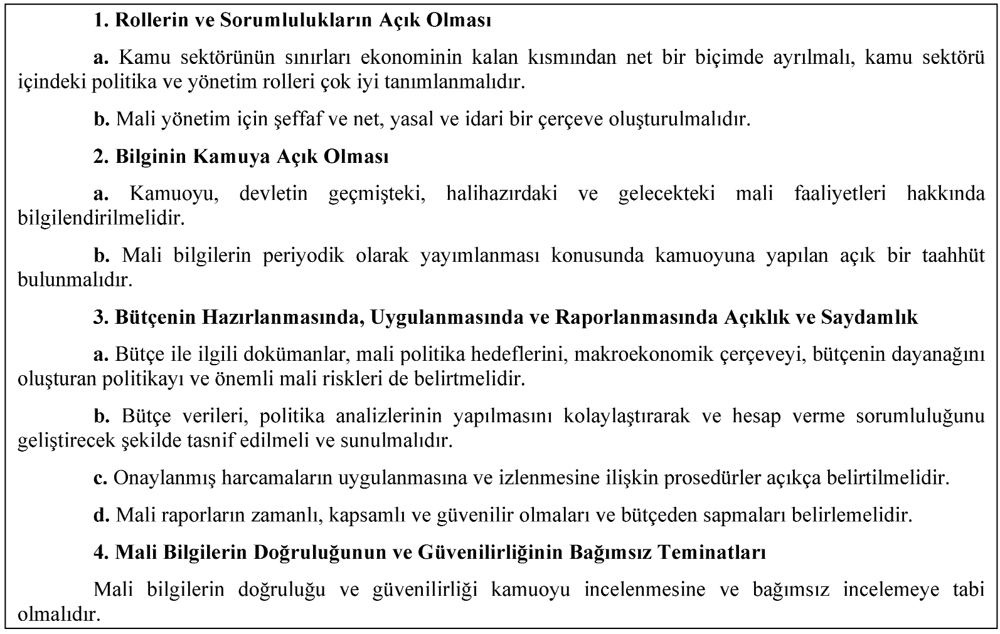 1. Rollerin ve Sorumlulukların Açık Olması
a. Kamu sektörünün sınırları ekonominin kalan kısmından net bir biçimde ayrılmalı, kamu sektörü
içindeki politika ve yönetim rolleri çok iyi tanımlanmalıdır.
b. Mali yönetim için şeffaf ve net, yasal ve idari bir çerçeve oluşturulmalıdır.
2. Bilginin Kamuya Açık Olması
a. Kamuoyu, devletin geçmişteki, halihazırdaki ve gelecekteki mali faaliyetleri hakkında
bilgilendirilmelidir.
b. Mali bilgilerin periyodik olarak yayımlanması konusunda kamuoyuna yapılan açık bir taahhüt
bulunmalıdır.
3. Bütçenin Hazırlanmasında, Uygulanmasında ve Raporlanmasında Açıklık ve Saydamlık
a. Bütçe ile ilgili dokümanlar, mali politika hedeflerini, makroekonomik çerçeveyi, bütçenin dayanağını
oluşturan politikayı ve önemli mali riskleri de belirtmelidir.
b. Bütçe verileri, politika analizlerinin yapılmasını kolaylaştırarak ve hesap verme sorumluluğunu
geliştirecek şekilde tasnif edilmeli ve sunulmalıdır.
c. Onaylanmış harcamaların uygulanmasına ve izlenmesine ilişkin prosedürler açıkça belirtilmelidir.
d. Mali raporların zamanlı, kapsamlı ve güvenilir olmaları ve bütçeden sapmaları belirlemelidir.
4. Mali Bilgilerin Doğruluğunun ve Güvenilirliğinin Bağımsız Teminatları
Mali bilgilerin doğruluğu ve güvenilirliği kamuoyu incelenmesine ve bağımsız incelemeye tabi
olmalıdır.